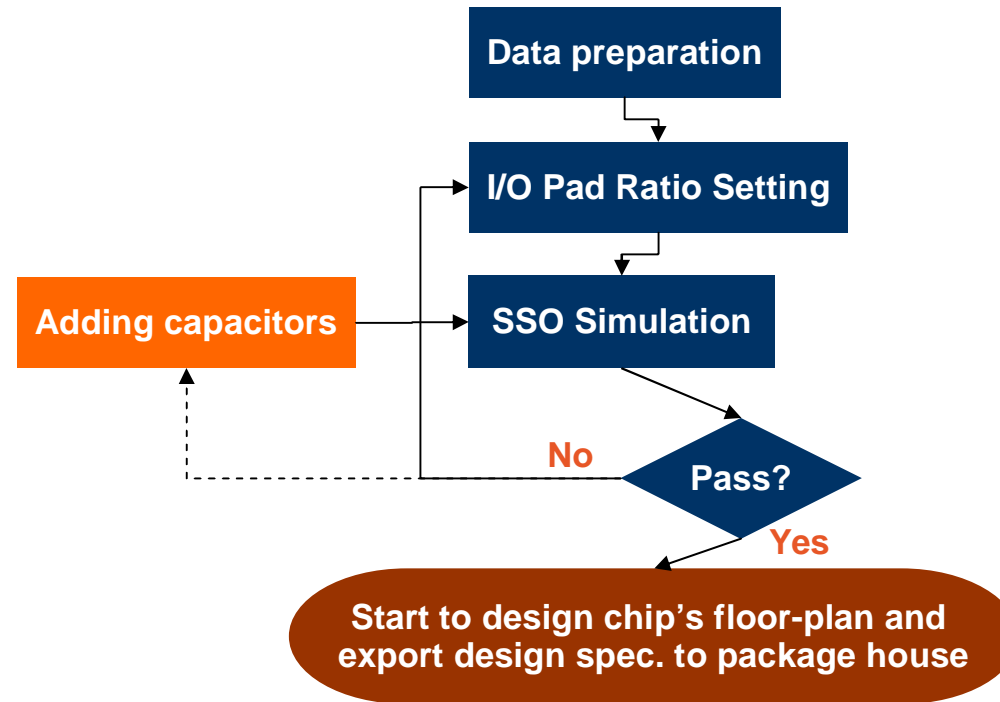 Data preparation
I/O Pad Ratio Setting
Adding capacitors
SSO Simulation
No
Pass?
Yes
Start to design chip’s floor-plan and
export design spec. to package house